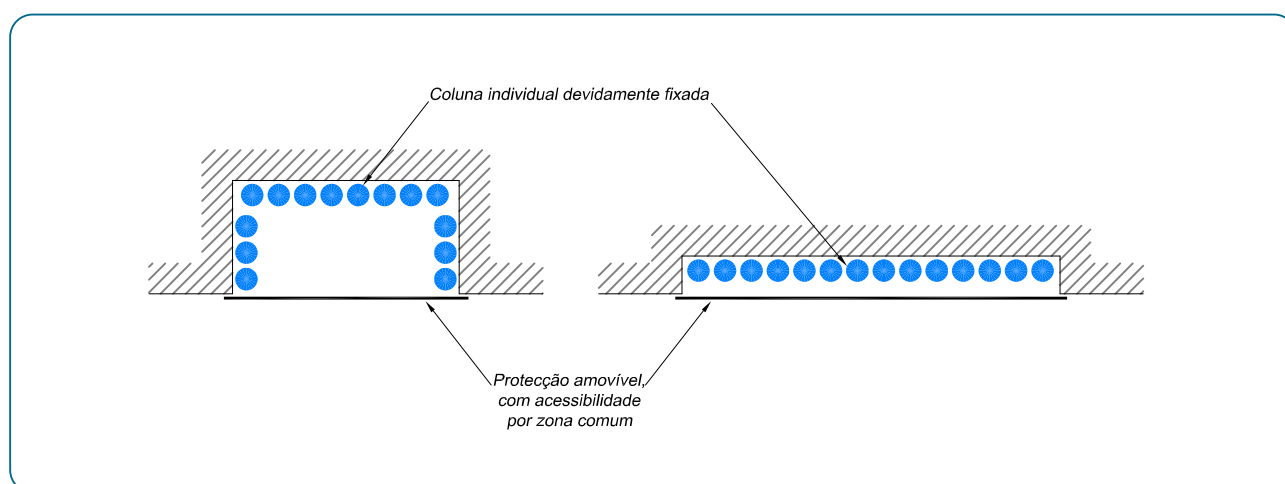 Coluna individual devidamente fixada
Protecção amovível,
com acessibilidade
por zona comum